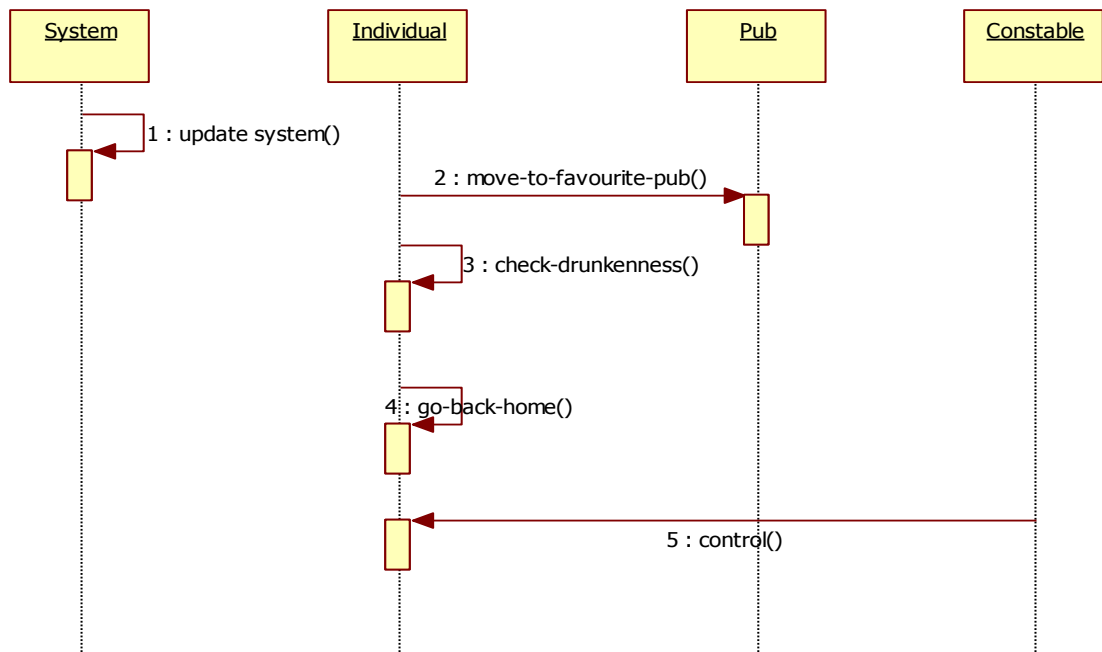 System
Individual
Pub
Constable
1 : update system()
2 : move-to-favourite-pub()
3 : check-drunkenness()
4 : go-back-home()
5 : control()